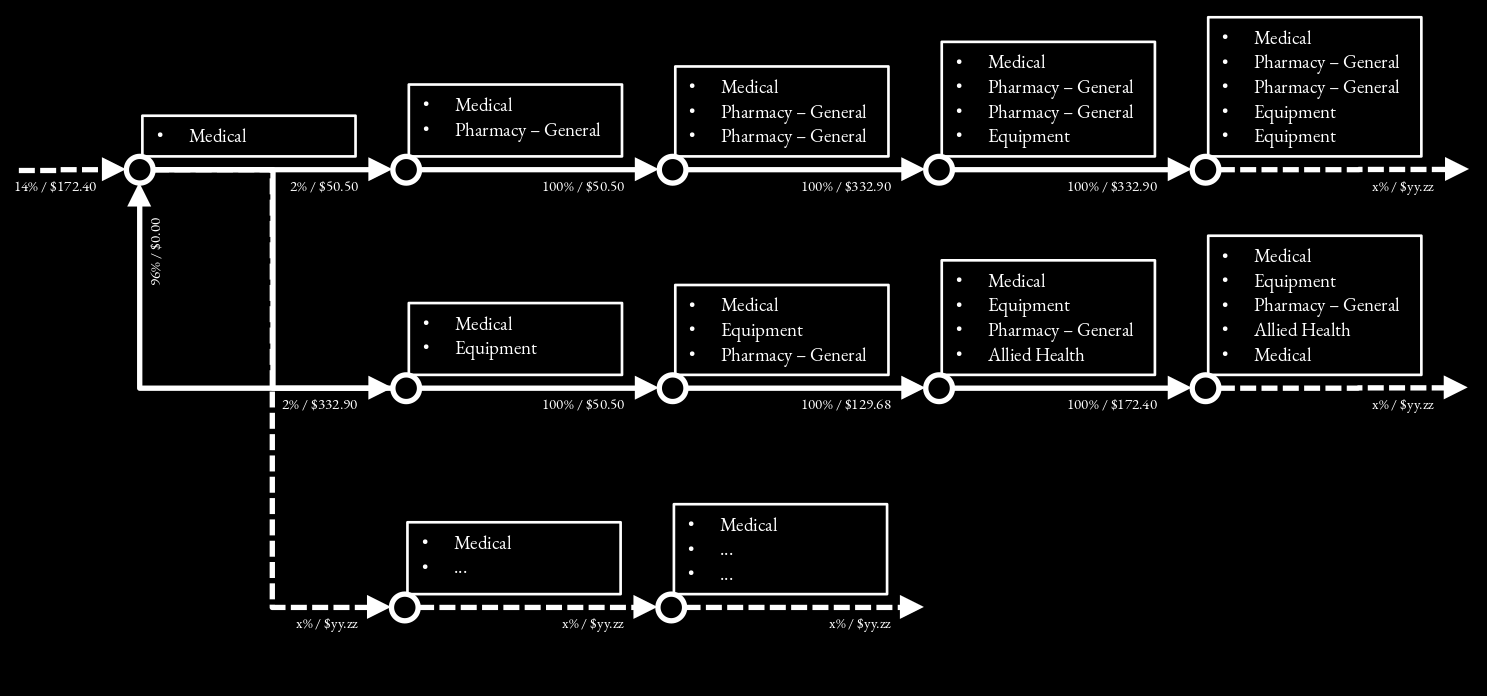 • Medical
14% / $172.40
96% / $0.00
• Medical
• Pharmacy – General
2% / $50.50
• Medical
• Pharmacy – General
• Pharmacy – General
100% / $50.50
• Medical
• Pharmacy – General
• Pharmacy – General
• Equipment
100% / $332.90
• Medical
• Pharmacy – General
• Pharmacy – General
• Equipment
• Equipment
100% / $332.90
x% / $yy.zz
• Medical
• Equipment
2% / $332.90
• Medical
• Equipment
• Pharmacy – General
100% / $50.50
• Medical
• Equipment
• Pharmacy – General
• Allied Health
100% / $129.68
• Medical
• Equipment
• Pharmacy – General
• Allied Health
• Medical
100% / $172.40
x% / $yy.zz
• Medical
• ...
x% / $yy.zz
• Medical
• ...
• ...
x% / $yy.zz
x% / $yy.zz